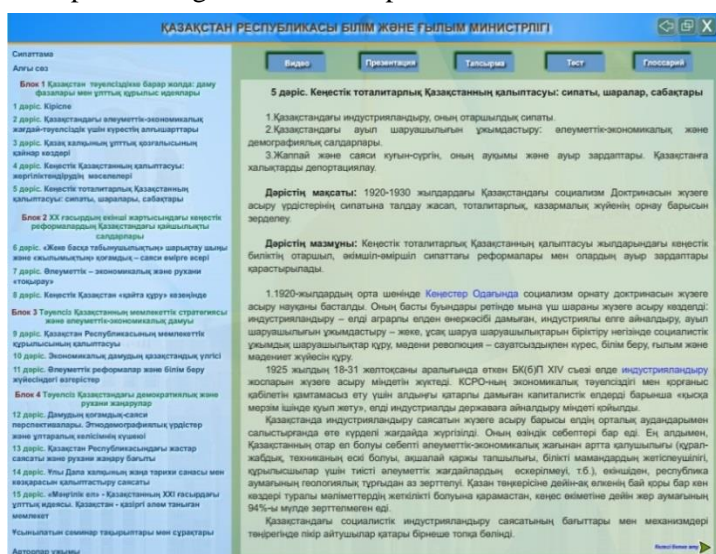 ҚАЗАҚСТАН РЕСПУБЛИКАСЫ БІЛІМ ЖӘНЕ ҒЫЛЫМ МИНИСТРЛІГІ
Сипаттама
Алғы сөз
Блок 1 Қазақстан тәуелсіздікке барар жолда: даму
фазалары мен ұлттық құрылыс идеялары
1 дәріс. Кіріспе
2 дәріс. Қазақстандағы әлеуметтік-экономикалық
жағдай-тәуелсіздік үшін күрестің алғышарттары
3 дәріс. Қазақ халқының ұлттық қозғалысының
қайнар көздері
4 дәріс. Кеңестік Қазақстанның қалыптасуы:
жергіліктендірудің мәселелері
5 дәріс. Кеңестік тоталитарлық Қазақстанның
қалыптасуы: сипаты, шаралары, сабақтары
Блок 2 ХХ ғасырдың екінші жартысындағы кеңестік
реформалардың Қазақстандағы қайшылықты
салдарлары
6 дәріс. «Жеке басқа табынушылықтың» шарықтау шыңы
және «жылымықтың» қоғамдық – саяси өмірге әсері
7 дәріс. Әлеуметтік – экономикалық және рухани
«тоқырау»
8 дәріс. Кеңестік Қазақстан «қайта құру» кезеңінде
Блок 3 Тәуелсіз Қазақстанның мемлекеттік стратегиясы
және әлеуметтік-экономикалық дамуы
9 дәріс. Қазақстан Республикасының мемлекеттік
құрылысының қалыптасуы
10 дәріс. Экономикалық дамудың қазақстандық үлгісі
11 дәріс. Әлеуметтік реформалар және білім беру
жүйесіндегі өзгерістер
Блок 4 Тәуелсіз Қазақстандағы демократиялық және
рухани жаңарулар
12 дәріс. Дамудың қоғамдық-саяси
перспективалары. Этнодемографиялық үрдістер
және ұлтаралық келісімнің күшеюі
13 дәріс. Қазақстан Республикасындағы жастар
саясаты және рухани жаңару бағыты
14 дәріс. Ұлы Дала халқының жаңа тарихи санасы мен
көзқарасын қалыптастыру саясаты
15 дәріс. «Мәңгілік ел» - Қазақстанның ХХІ ғасырдағы
ұлттық идеясы. Қазақстан - қазіргі әлем таныған
мемлекет
Ұсынылатын семинар тақырыптары мен сұрақтары
Авторлар ұжымы
Видео Презентация Тапсырма Тест Глоссарий
5 дәріс. Кеңестік тоталитарлық Қазақстанның қалыптасуы: сипаты, шаралар, сабақтары
1.Қазақстандағы индустрияландыру, оның отаршылдық сипаты.
2.Қазақстандағы ауыл шаруашылығын ұжымдастыру: әлеуметтік-экономикалық және
демографиялық салдарлары.
3.Жаппай және саяси қуғын-сүргін, оның ауқымы және ауыр зардаптары. Қазақстанға
халықтарды депортациялау.
Дәрістің мақсаты: 1920-1930 жылдардағы Қазақстандағы социализм Доктринасын жүзеге
асыру үрдістерінің сипатына талдау жасап, тоталитарлық, казармалық жүйенің орнау барысын
зерделеу.
Дәрістің мазмұны: Кеңестік тоталитарлық Қазақстанның қалыптасуы жылдарындағы кеңестік
биліктің отаршыл, әкімшіл-әміршіл сипаттағы реформалары мен олардың ауыр зардаптары
қарастырылады.
1.1920-жылдардың орта шенінде Кеңестер Одағында социализм орнату доктринасын жүзеге
асыру науқаны басталды. Оның басты буындары ретінде мына үш шараны жүзеге асыру көзделді:
индустрияландыру – елді аграрлы елден өнеркәсібі дамыған, индустриялы елге айналдыру, ауыл
шаруашылығын ұжымдастыру – жеке, ұсақ шаруа шаруашылықтарын біріктіру негізінде социалистік
ұжымдық шаруашылықтар құру, мәдени революция – сауатсыздықпен күрес, білім беру, ғылым және
мәдениет жүйесін құру.
1925 жылдың 18-31 желтоқсаны аралығында өткен БК(б)П XIV съезі елде индустрияландыру
жоспарын жүзеге асыру міндетін жүктеді. КСРО-ның экономикалық тәуелсіздігі мен қорғаныс
қабілетін қамтамасыз ету үшін алдыңғы қатарлы дамыған капиталистік елдерді барынша «қысқа
мерзім ішінде қуып жету», елді индустриалды державаға айналдыру міндеті қойылды.
Қазақстанда индустрияландыру саясатын жүзеге асыру барысы елдің орталық аудандарымен
салыстырғанда өте күрделі жағдайда жүргізілді. Оның өзіндік себептері бар еді. Ең алдымен,
Қазақстанның отар ел болуы себепті әлеуметтік-экономикалық жағынан артта қалушылығы (құрал-
жабдық, техниканың ескі болуы, ақшалай қаржы тапшылығы, білікті мамандардың жетіспеушілігі,
құрылысшылар үшін тиісті әлеуметтік жағдайлардың ескерілмеуі, т.б.), екіншіден, республика
аумағының геологиялық тұрғыдан аз зерттелуі. Қазан төңкерісіне дейін-ақ өлкенің бай қоры бар кен
көздері туралы мәліметтердің жеткілікті болуына қарамастан, кеңес өкіметіне дейін жер аумағының
94%-ы мүлде зерттелмеген еді.
Қазақстандағы социалистік индустрияландыру саясатының бағыттары мен механизмдері
төңірегінде пікір айтушылар қатары бірнеше топқа бөлінді.